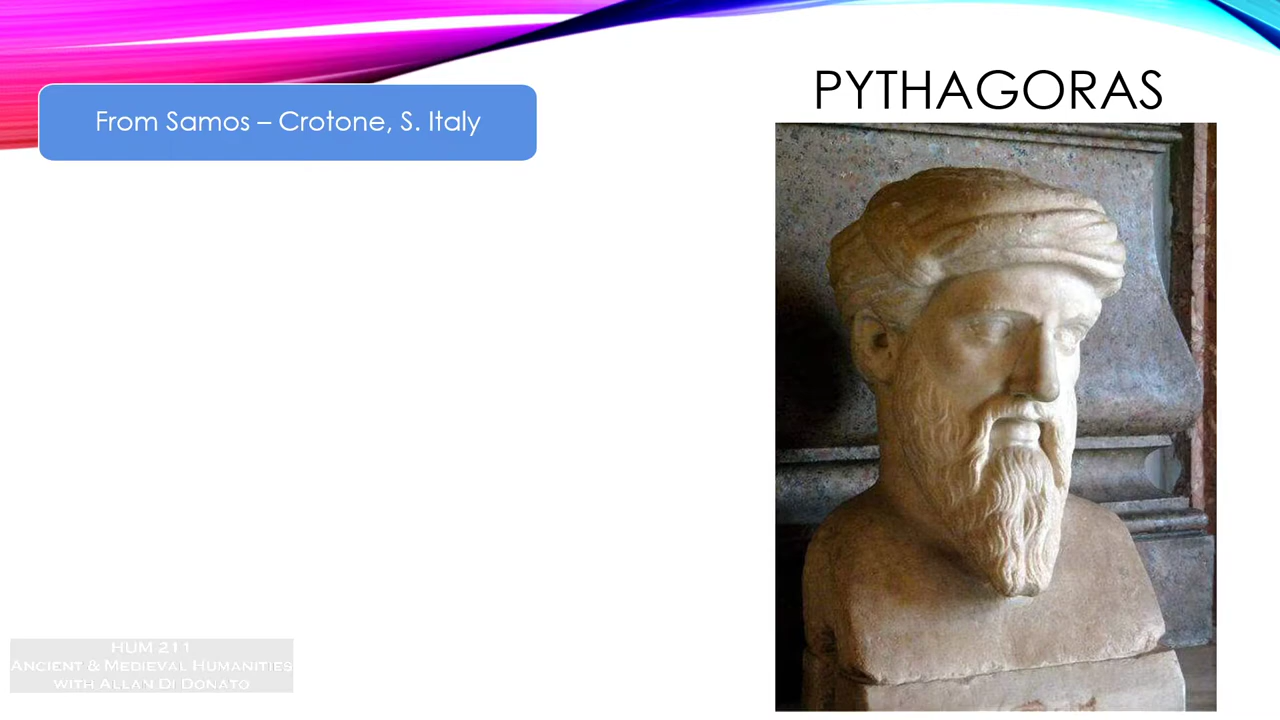 PYTHAGORAS
From Samos – Crotone, S. Italy
HUM 211
Ancient & Medieval Humanities
with Allan Di Donato